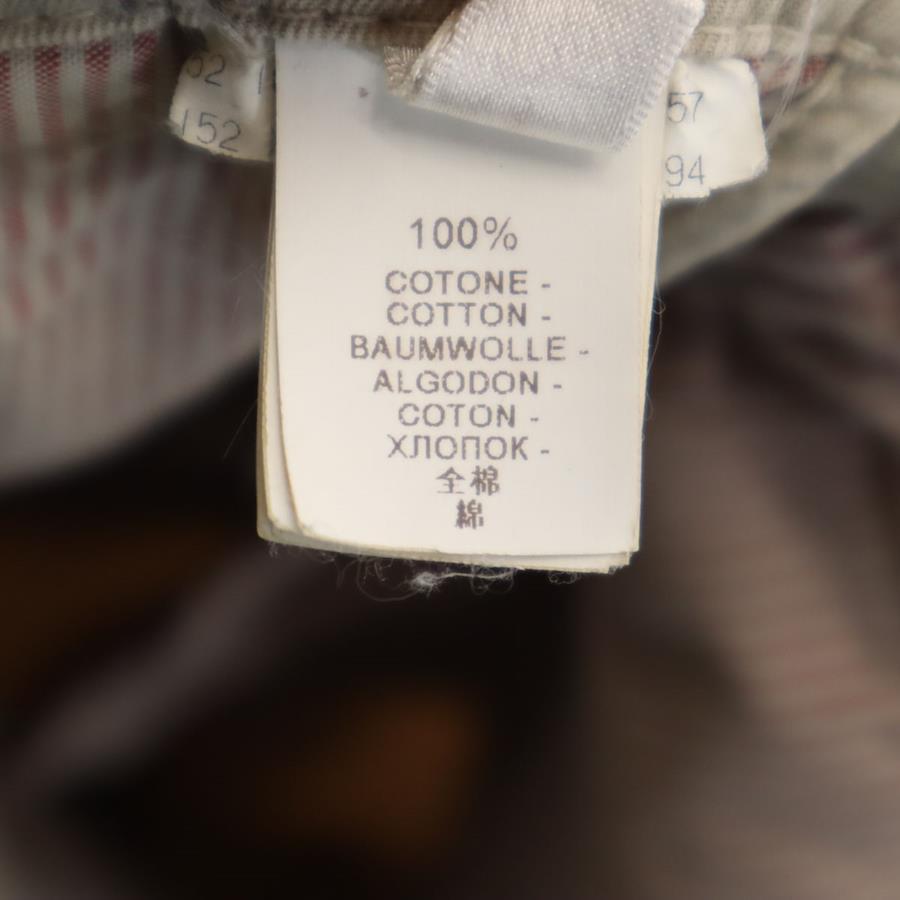 152
57
94
100%
COTONE -
COTTON -
BAUMWOLLE -
ALGODON -
COTON -
ХЛОПОК -
全棉
綿